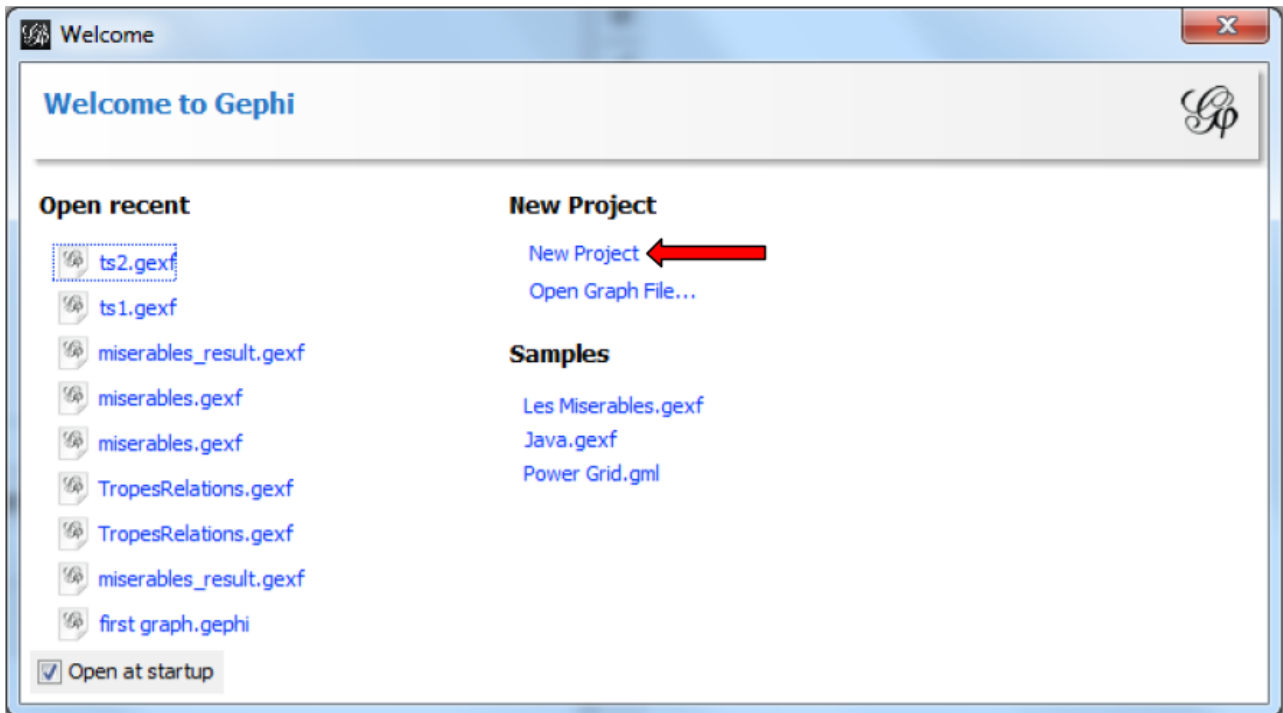 Welcome
Welcome to Gephi
Open recent
ts2.gexf
ts1.gexf
miserables_result.gexf
miserables.gexf
miserables.gexf
TropesRelations.gexf
TropesRelations.gexf
miserables_result.gexf
first graph.gephi
Open at startup
New Project
New Project
Open Graph File...
Samples
Les Miserables.gexf
Java.gexf
Power Grid.gml